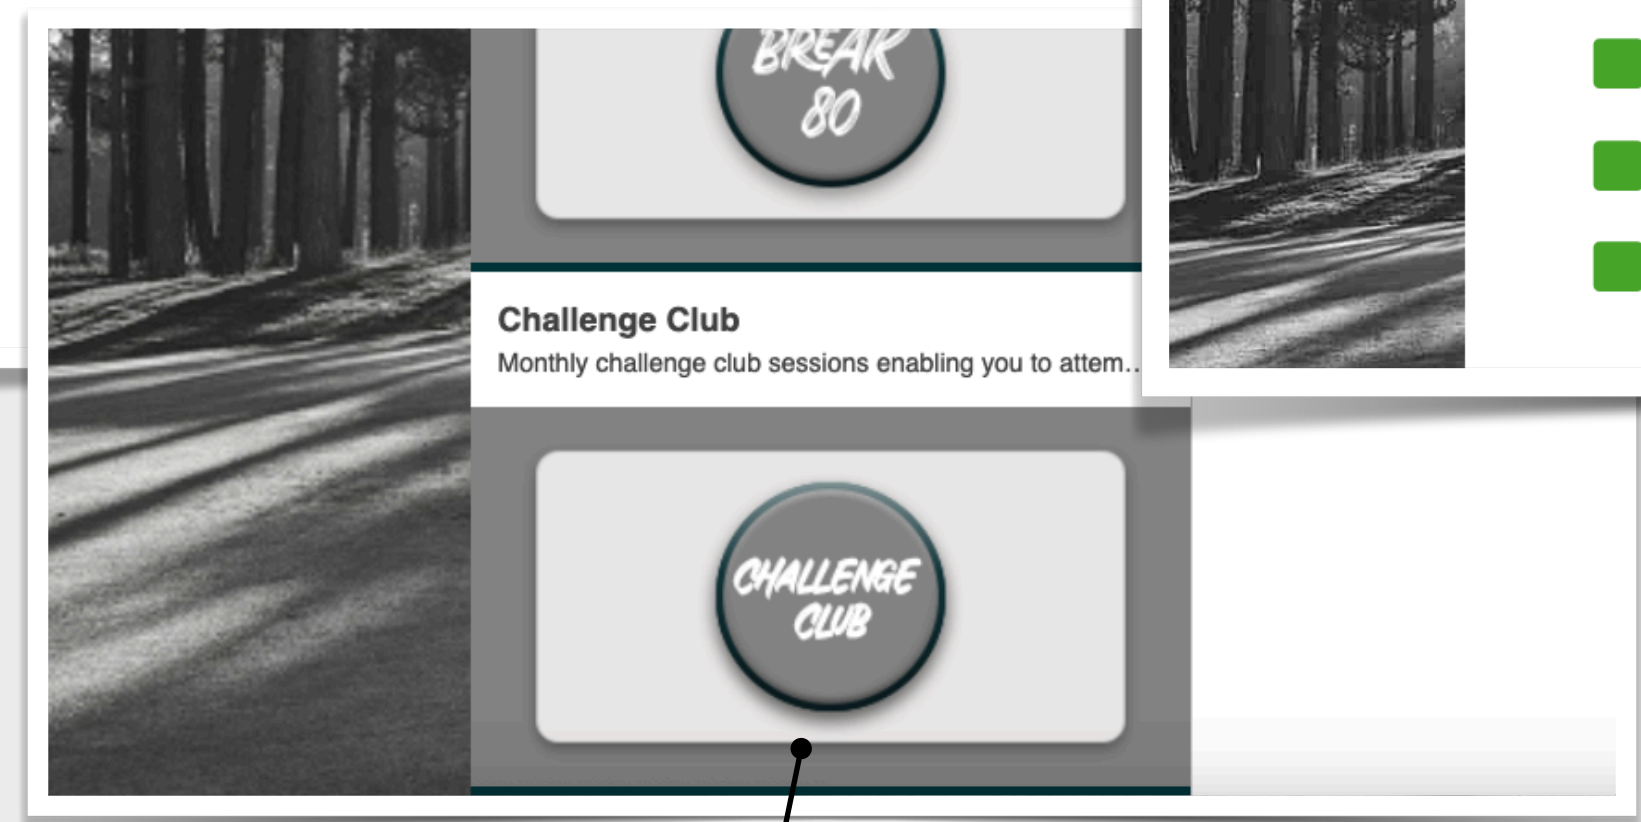 BREAK
80
Challenge Club
Monthly challenge club sessions enabling you to attem..
CHALLENGE
CLUB